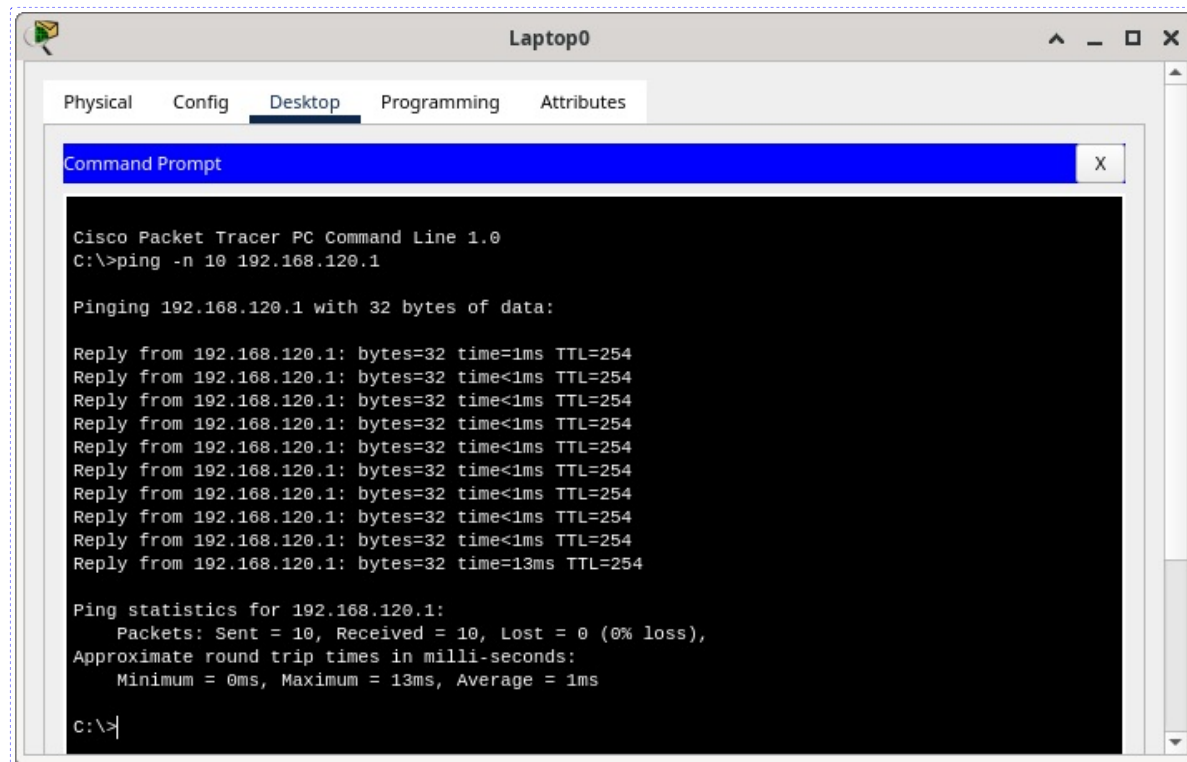 Laptop0
Physical Config Desktop Programming Attributes
Command Prompt X
Cisco Packet Tracer PC Command Line 1.0
C:\>ping -n 10 192.168.120.1
Pinging 192.168.120.1 with 32 bytes of data:
Reply from 192.168.120.1: bytes=32 time=1ms TTL=254
Reply from 192.168.120.1: bytes=32 time<1ms TTL=254
Reply from 192.168.120.1: bytes=32 time<1ms TTL=254
Reply from 192.168.120.1: bytes=32 time<1ms TTL=254
Reply from 192.168.120.1: bytes=32 time<1ms TTL=254
Reply from 192.168.120.1: bytes=32 time<1ms TTL=254
Reply from 192.168.120.1: bytes=32 time<1ms TTL=254
Reply from 192.168.120.1: bytes=32 time<1ms TTL=254
Reply from 192.168.120.1: bytes=32 time<1ms TTL=254
Reply from 192.168.120.1: bytes=32 time=13ms TTL=254
Ping statistics for 192.168.120.1:
Packets: Sent = 10, Received = 10, Lost = 0 (0% loss),
Approximate round trip times in milli-seconds:
Minimum = 0ms, Maximum = 13ms, Average = 1ms
C:\>